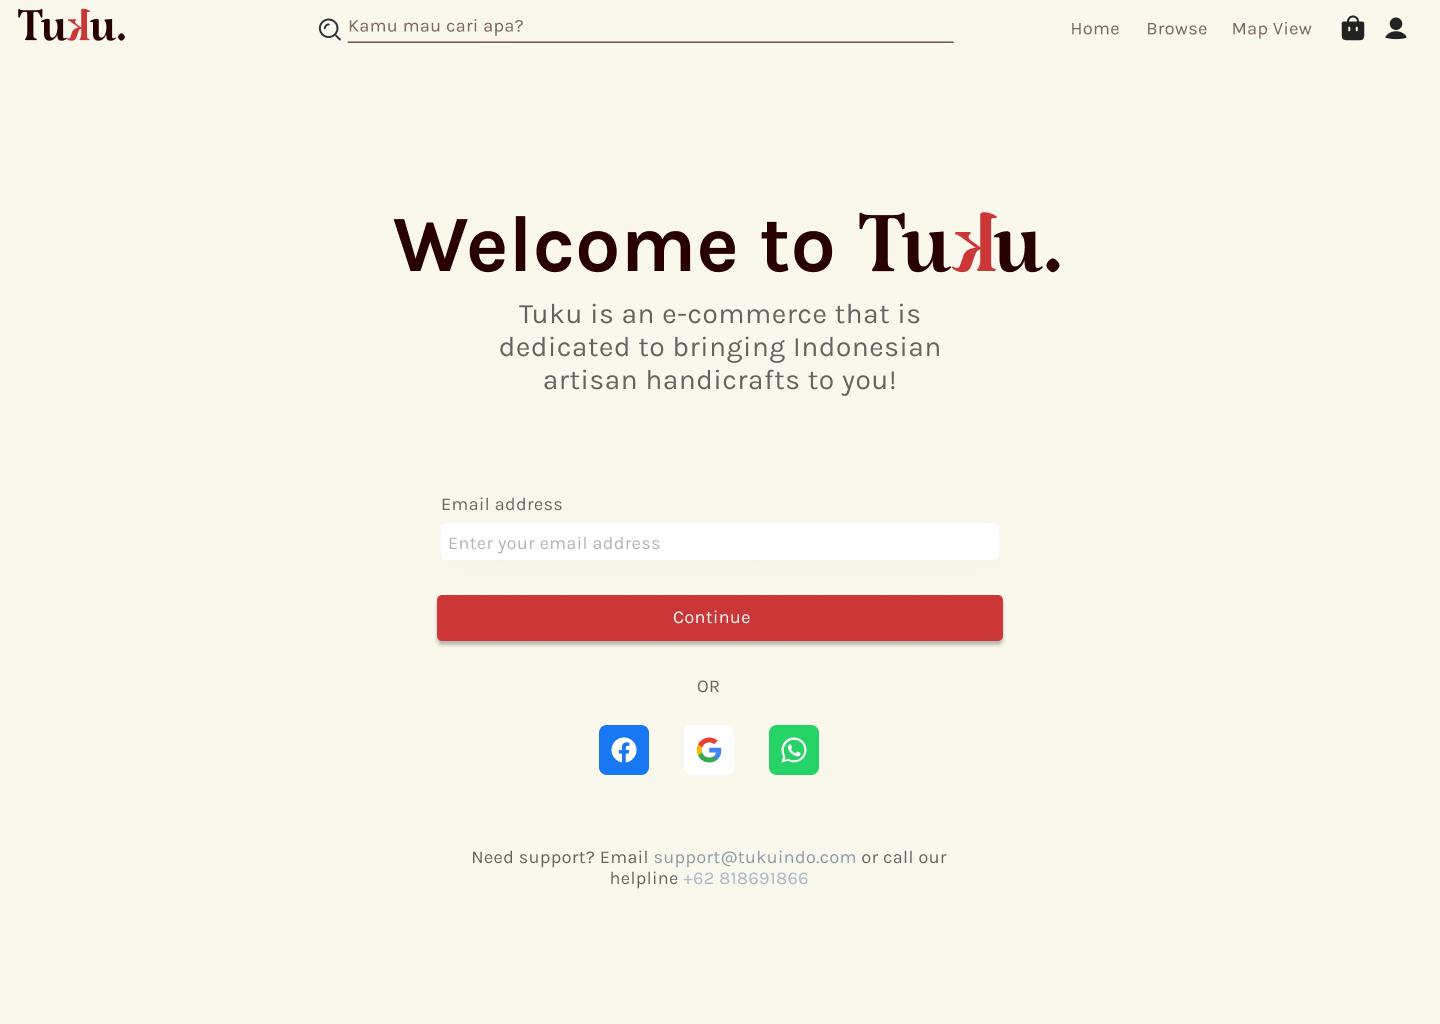 Tuku.
Kamu mau cari apa?
Home
Browse
Map View
Welcome to Tuku.
Tuku is an e-commerce that is
dedicated to bringing Indonesian
artisan handicrafts to you!
Email address
Enter your email address
Continue
OR
Need support? Email support@tukuindo.com or call our
helpline +62 818691866